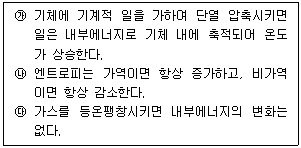 ㉮ 기체에 기계적 일을 가하여 단열 압축시키면
일은 내부에너지로 기체 내에 축적되어 온도
가 상승한다.
㉯ 엔트로피는 가역이면 항상 증가하고, 비가역
이면 항상 감소한다.
㉰ 가스를 등온팽창시키면 내부에너지의 변화는
없다.